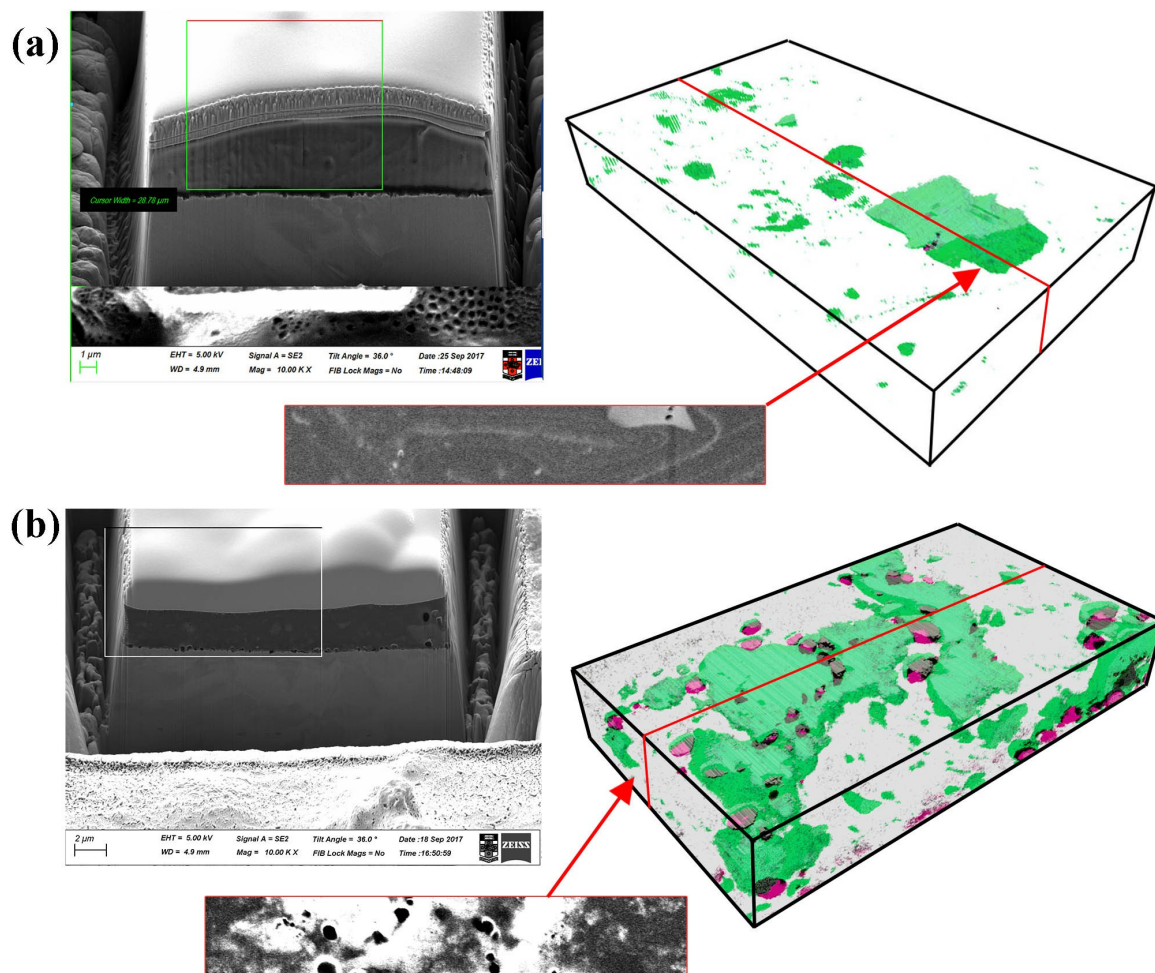 (a)
Cursor Width = 28.78 µm
1 µm
EHT = 5.00 kV Signal A = SE2 Tilt Angle = 36.0 ° Date :25 Sep 2017
WD = 4.9 mm Mag = 10.00 K X FIB Lock Mags = No Time :14:48:09
ZEI
(b)
2 µm
EHT = 5.00 kV Signal A = SE2 Tilt Angle = 36.0 ° Date :18 Sep 2017
WD = 4.9 mm Mag = 10.00 K X FIB Lock Mags = No Time :16:50:59
ZEISS